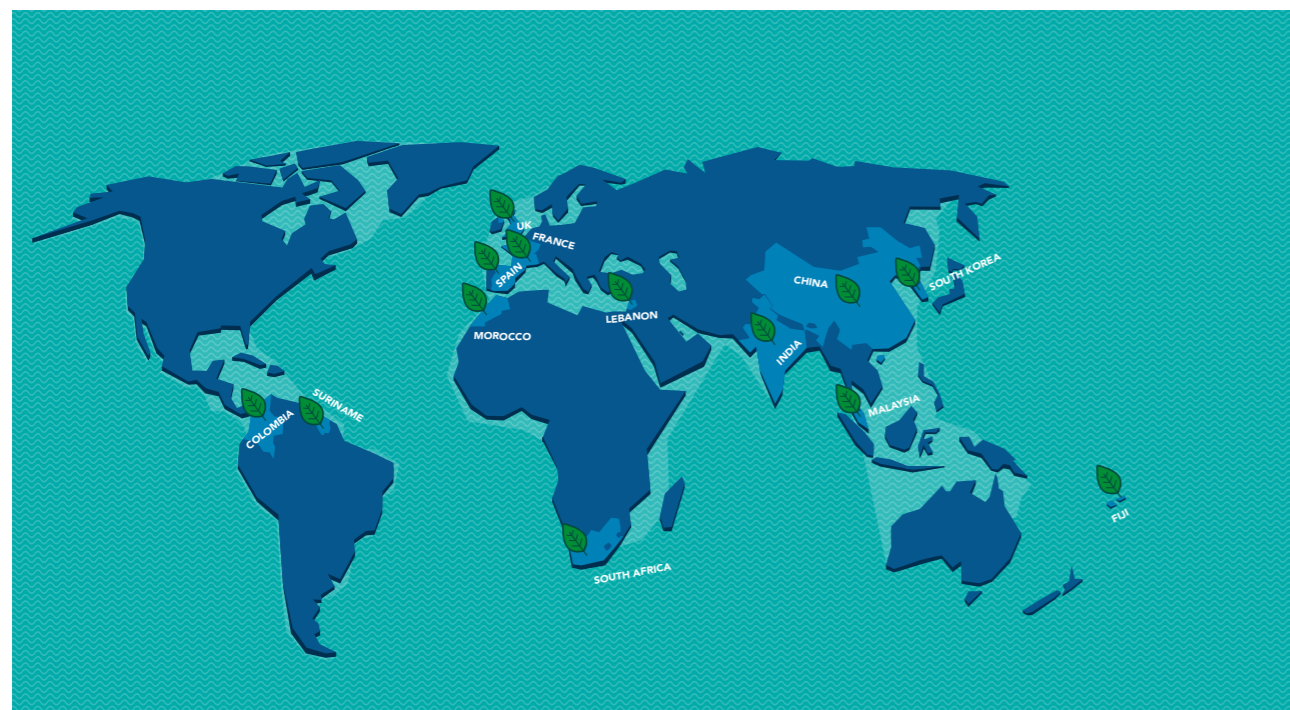 UK
FRANCE
SPAIN
MOROCCO
LEBANON
CHINA
SOUTH KOREA
INDIA
MALAYSIA
SURINAME
COLOMBIA
SOUTH AFRICA
FIJI